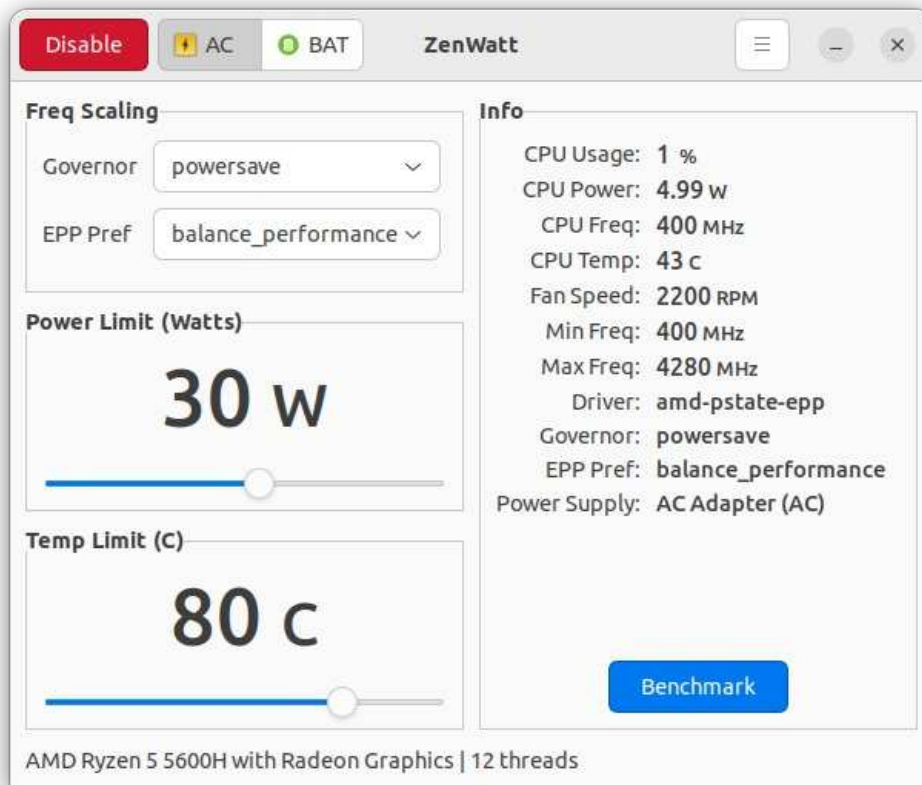 Disable AC BAT ZenWatt
Freq Scaling
Governor powersave
EPP Pref balance_performance
Power Limit (Watts)
30 W
Temp Limit (C)
80 C
Info
CPU Usage: 1 %
CPU Power: 4.99 W
CPU Freq: 400 MHz
CPU Temp: 43 C
Fan Speed: 2200 RPM
Min Freq: 400 MHz
Max Freq: 4280 MHz
Driver: amd-pstate-epp
Governor: powersave
EPP Pref: balance_performance
Power Supply: AC Adapter (AC)
Benchmark
AMD Ryzen 5 5600H with Radeon Graphics | 12 threads